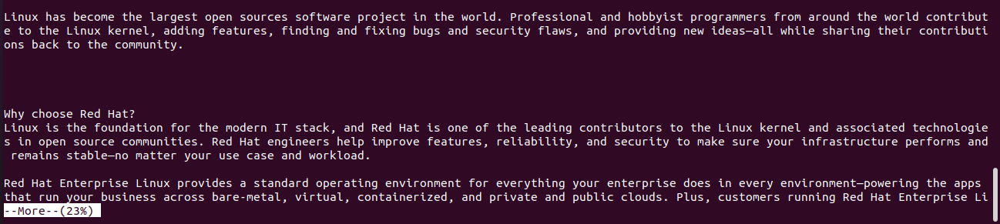 Linux has become the largest open sources software project in the world. Professional and hobbyist programmers from around the world contribut
e to the Linux kernel, adding features, finding and fixing bugs and security flaws, and providing new ideas—all while sharing their contributi
ons back to the community.
Why choose Red Hat?
Linux is the foundation for the modern IT stack, and Red Hat is one of the leading contributors to the Linux kernel and associated technologie
s in open source communities. Red Hat engineers help improve features, reliability, and security to make sure your infrastructure performs and
 remains stable—no matter your use case and workload.
Red Hat Enterprise Linux provides a standard operating environment for everything your enterprise does in every environment—powering the apps
that run your business across bare-metal, virtual, containerized, and private and public clouds. Plus, customers running Red Hat Enterprise Li
--More--(23%)